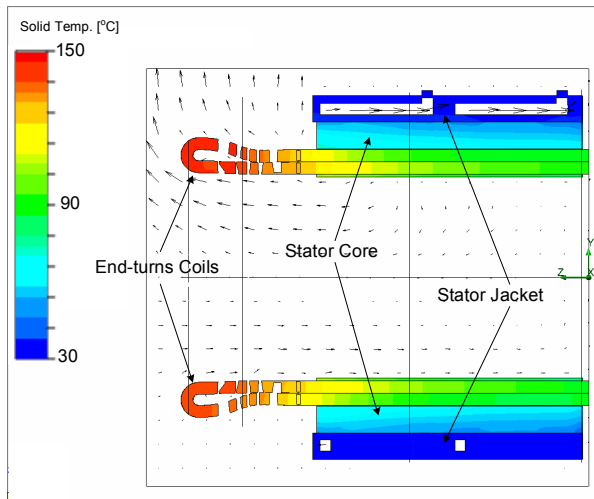 Solid Temp. [°C]
150
90
30
End-turns Coils
Stator Core
Stator Jacket
Y
Z
X